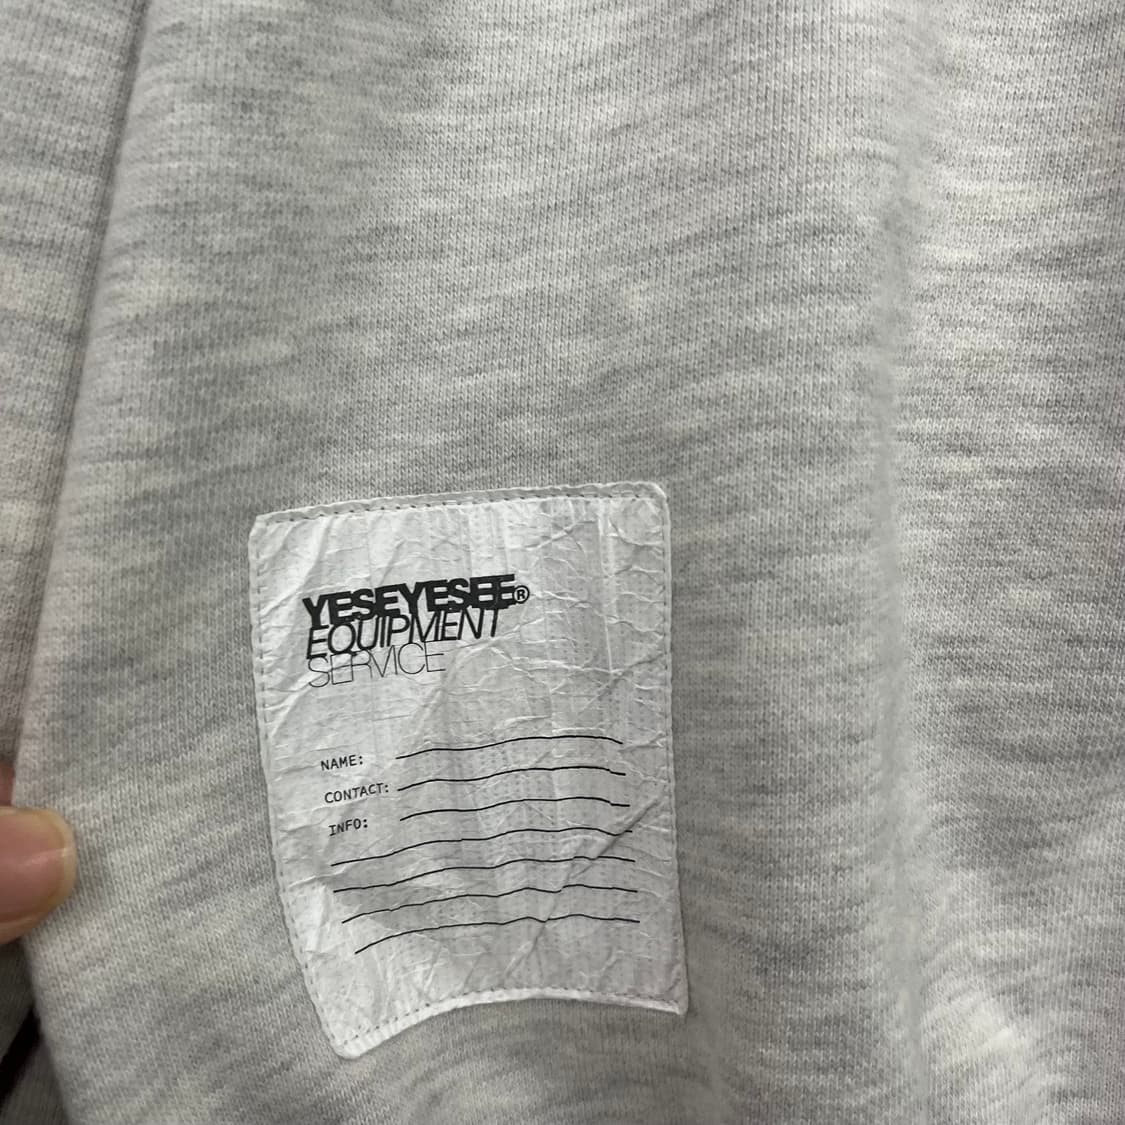 YESEYESEE®
EQUIPMENT
SERVICE
NAME:
CONTACT:
INFO: